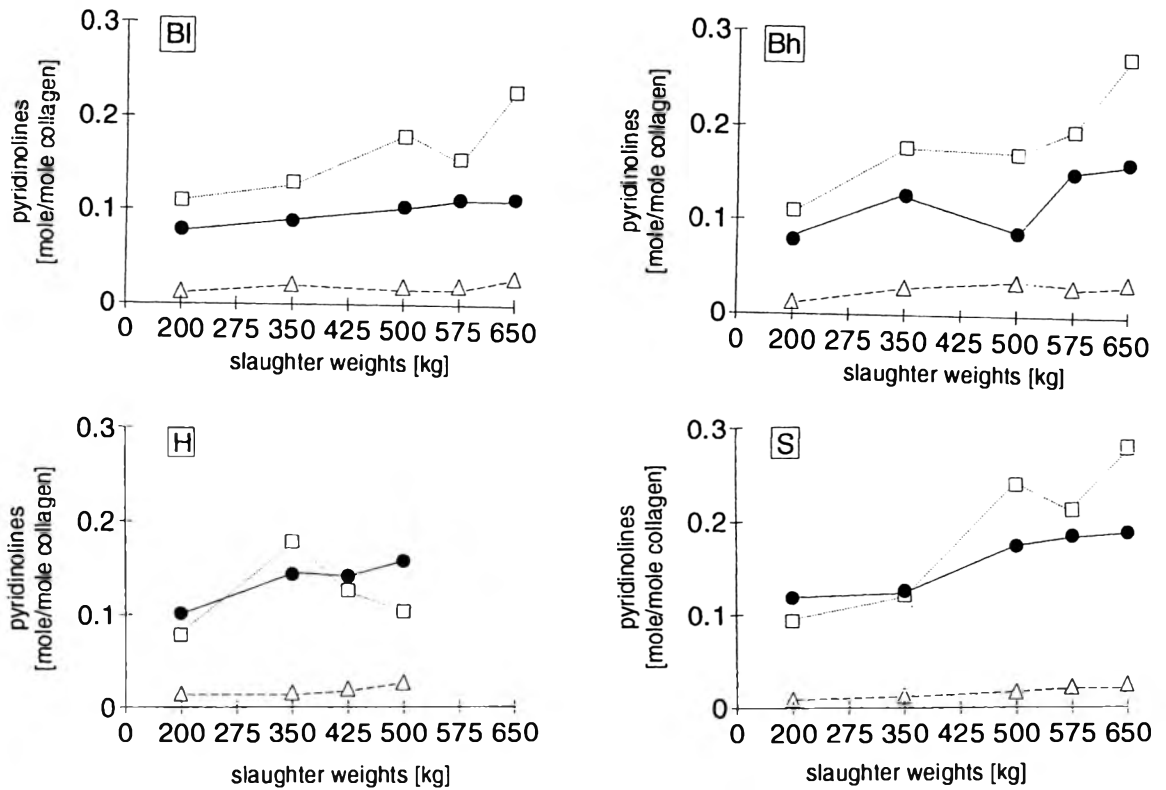 Bl
pyridinolines
[mole/mole collagen]
0.3
0.2
0.1
0
0 200 275 350 425 500 575 650
slaughter weights [kg]
Bh
pyridinolines
[mole/mole collagen]
0.3
0.2
0.1
0
0 200 275 350 425 500 575 650
slaughter weights [kg]
H
pyridinolines
[mole/mole collagen]
0.3
0.2
0.1
0
0 200 275 350 425 500 575 650
slaughter weights [kg]
S
pyridinolines
[mole/mole collagen]
0.3
0.2
0.1
0
0 200 275 350 425 500 575 650
slaughter weights [kg]